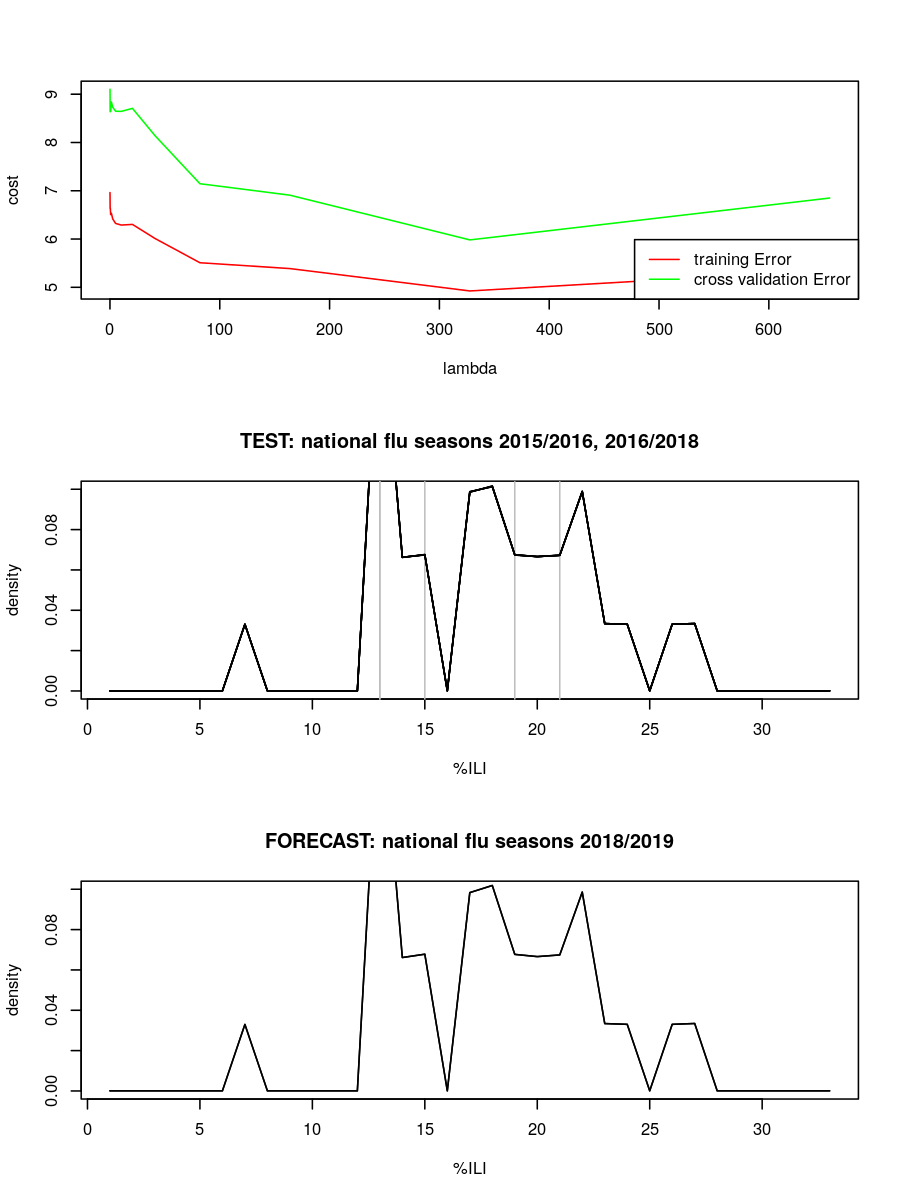 cost
9
8
7
6
5
training Error
cross validation Error
0 100 200 300 400 500 600
lambda
TEST: national flu seasons 2015/2016, 2016/2018
density
0.08
0.04
0.00
0 5 10 15 20 25 30
%ILI
FORECAST: national flu seasons 2018/2019
density
0.08
0.04
0.00
0 5 10 15 20 25 30
%ILI